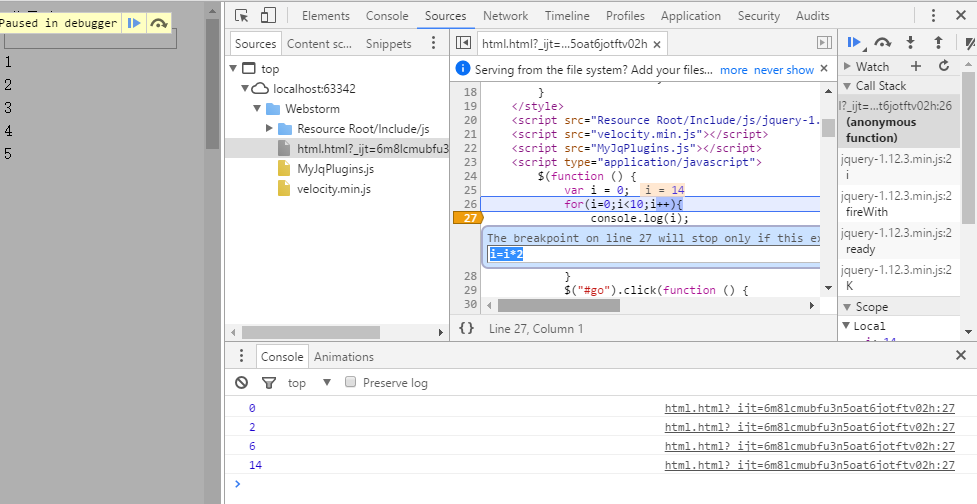 Paused in debugger
1
2
3
4
5
Elements Console Sources Network Timeline Profiles Application Security Audits
Sources Content sc... Snippets
top
localhost:63342
Webstorm
Resource Root/Include/js
html.html?_ijt=6m8lcmubfu3
MyJqPlugins.js
velocity.min.js
html.html?_ijt=...5oat6jotftv02h ×
Serving from the file system? Add your files... more never show ×
18 }
19 </style>
20 <script src="Resource Root/Include/js/jquery-1.
21 <script src="velocity.min.js"></script>
22 <script src="MyJqPlugins.js"></script>
23 <script type="application/javascript">
24 $(function () {
25 var i = 0; i = 14
26 for(i=0;i<10;i++){
27 console.log(i);
The breakpoint on line 27 will stop only if this ex
i=i*2
28 }
29 $("#go").click(function () {
30
{} Line 27, Column 1
Watch
Call Stack
l?_ijt=...t6jotftv02h:26
(anonymous function)
jquery-1.12.3.min.js:2
i
jquery-1.12.3.min.js:2
fireWith
jquery-1.12.3.min.js:2
ready
jquery-1.12.3.min.js:2
K
Scope
Local
i: 14
Console Animations
top Preserve log
0 html.html?_ijt=6m8lcmubfu3n5oat6jotftv02h:27
2 html.html?_ijt=6m8lcmubfu3n5oat6jotftv02h:27
6 html.html?_ijt=6m8lcmubfu3n5oat6jotftv02h:27
14 html.html?_ijt=6m8lcmubfu3n5oat6jotftv02h:27
>